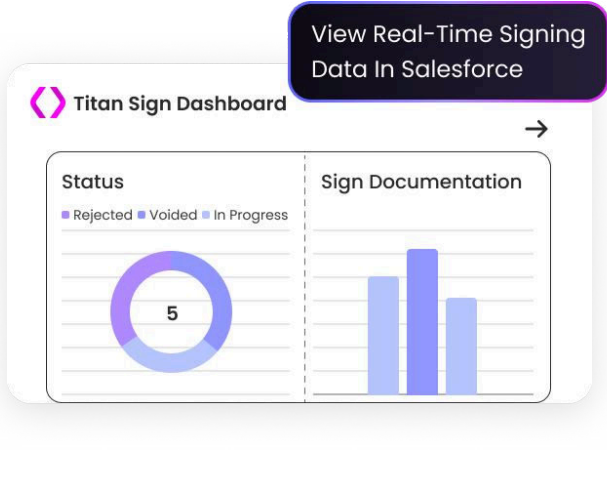 View Real-Time Signing
Data In Salesforce
Titan Sign Dashboard
Status
Rejected Voided In Progress
5
Sign Documentation